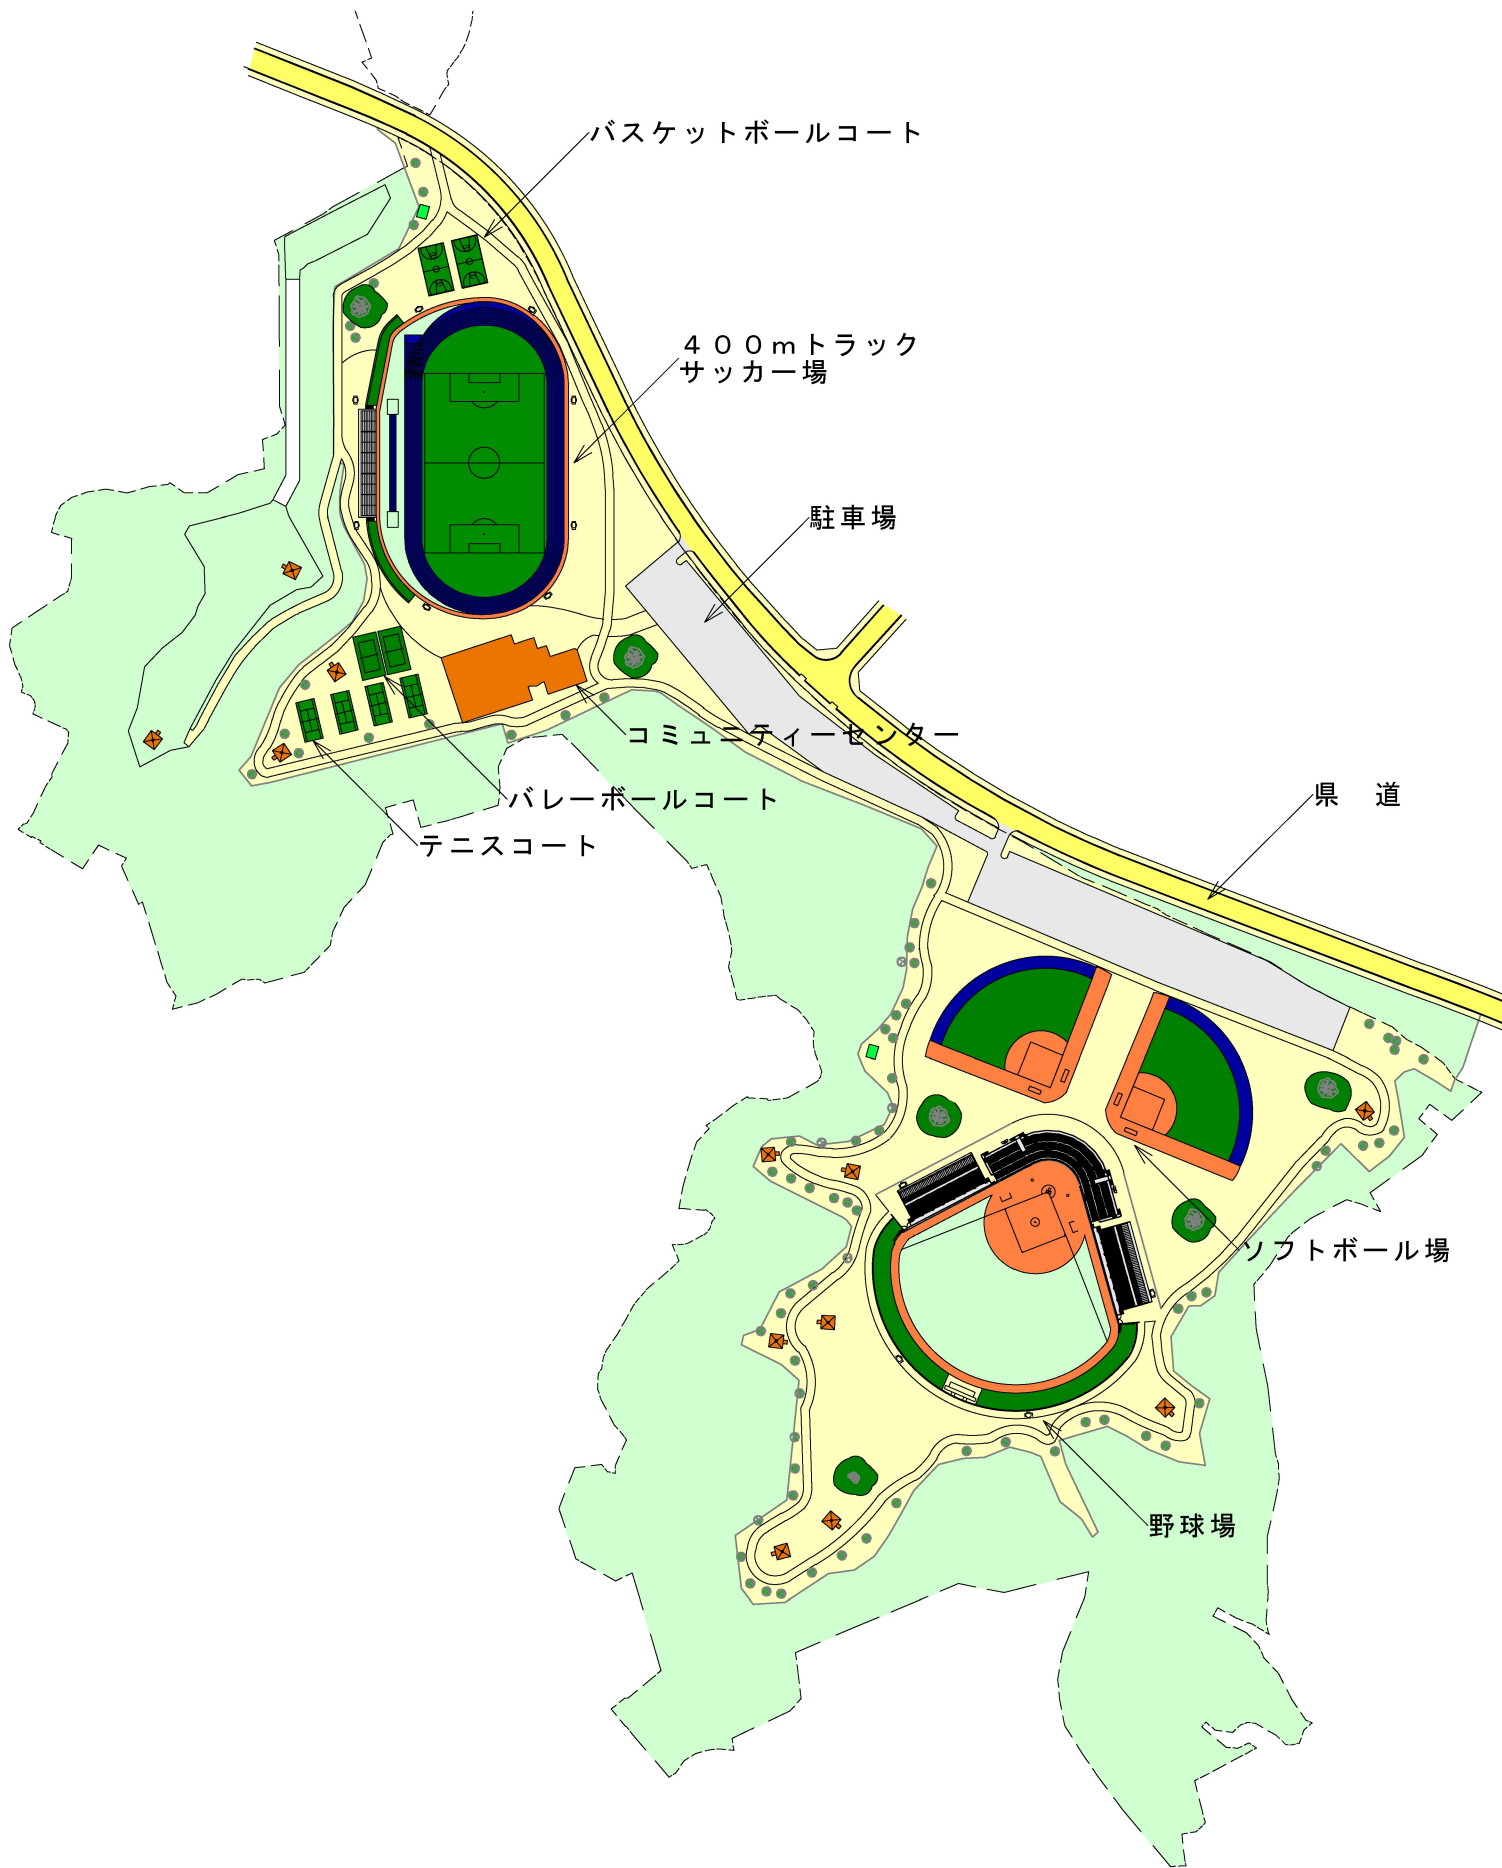 バスケットボールコート
４００ｍトラック
サッカー場
駐車場
コミュニティーセンター
バレーボールコート
県　道
テニスコート
ソフトボール場
野球場